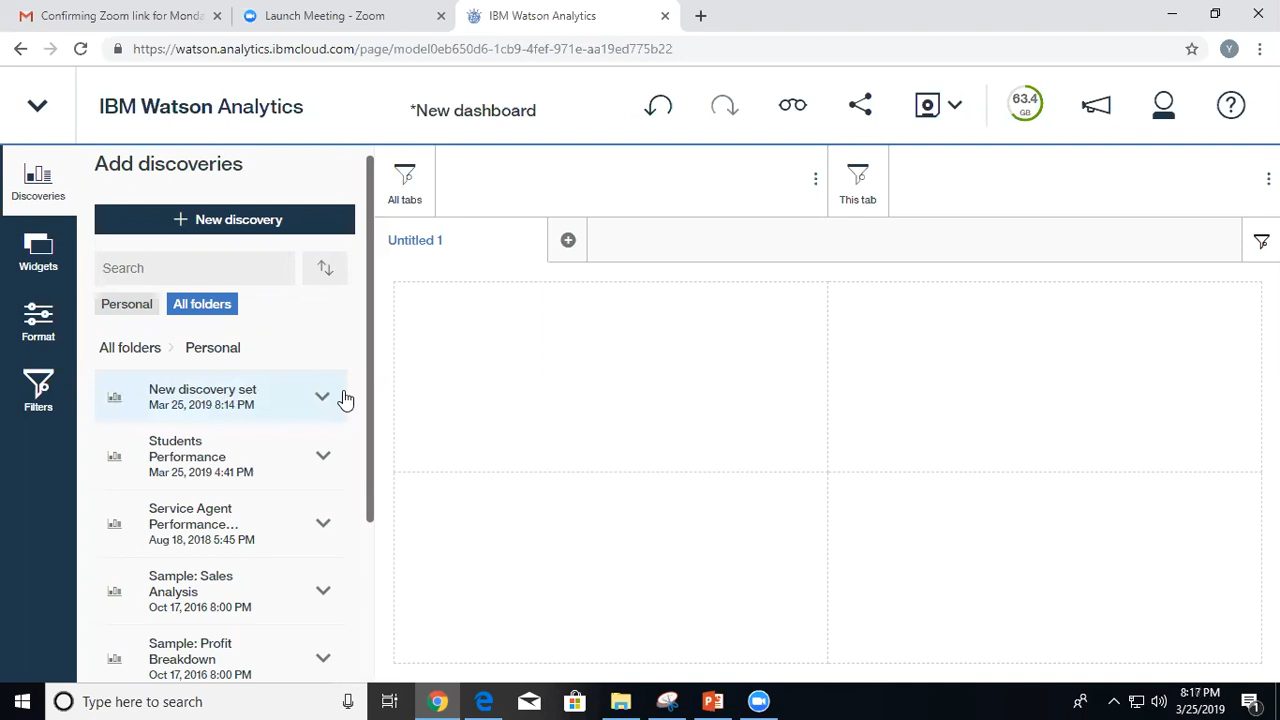 Confirming Zoom link for Monda
Launch Meeting - Zoom
IBM Watson Analytics
https://watson.analytics.ibmcloud.com/page/model0eb650d6-1cb9-4fef-971e-aa19ed775b22
Y
IBM Watson Analytics
*New dashboard
63.4
GB
Discoveries
Widgets
Format
Filters
Add discoveries
New discovery
Search
Personal
All folders
All folders > Personal
New discovery set
Mar 25, 2019 8:14 PM
Students
Performance
Mar 25, 2019 4:41 PM
Service Agent
Performance...
Aug 18, 2018 5:45 PM
Sample: Sales
Analysis
Oct 17, 2016 8:00 PM
Sample: Profit
Breakdown
Oct 17, 2016 8:00 PM
All tabs
This tab
Untitled 1
Type here to search
8:17 PM
3/25/2019
1